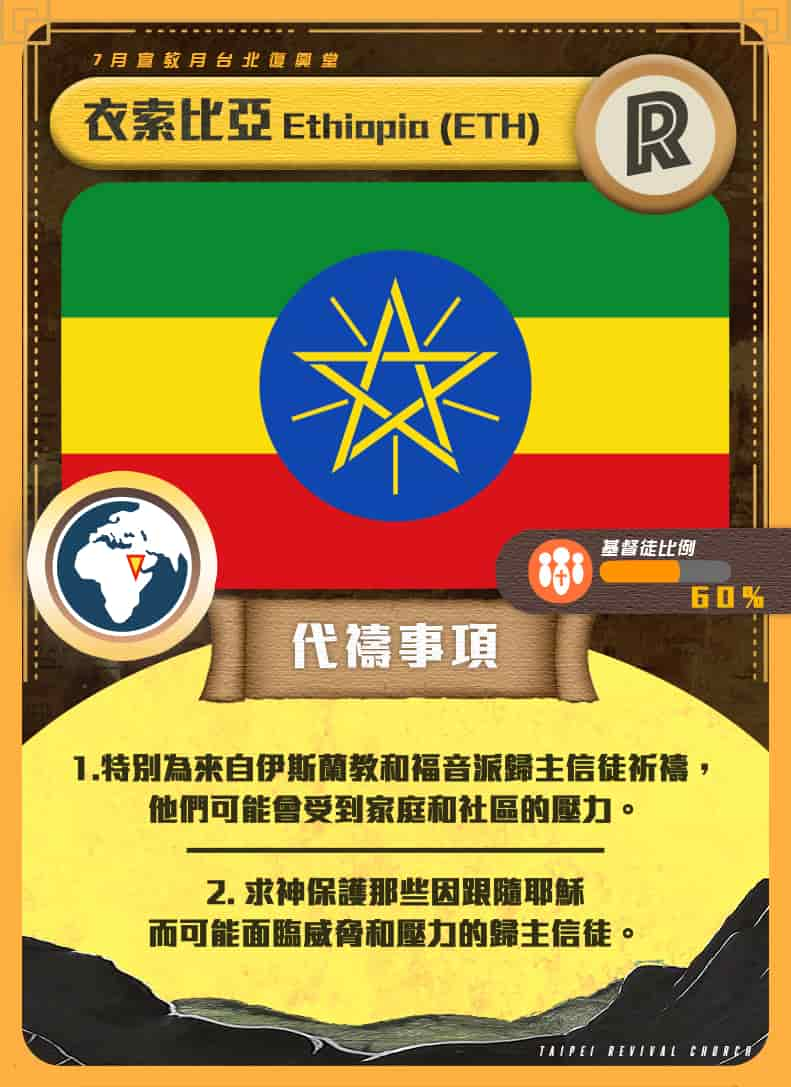 7月宣教月台北復興堂
衣索比亞 Ethiopia (ETH)
R
基督徒比例
60%
代禱事項
1.特別為來自伊斯蘭教和福音派歸主信徒祈禱，
他們可能會受到家庭和社區的壓力。
2. 求神保護那些因跟隨耶穌
而可能面臨威脅和壓力的歸主信徒。
TAIPEI REVIVAL CHURCH